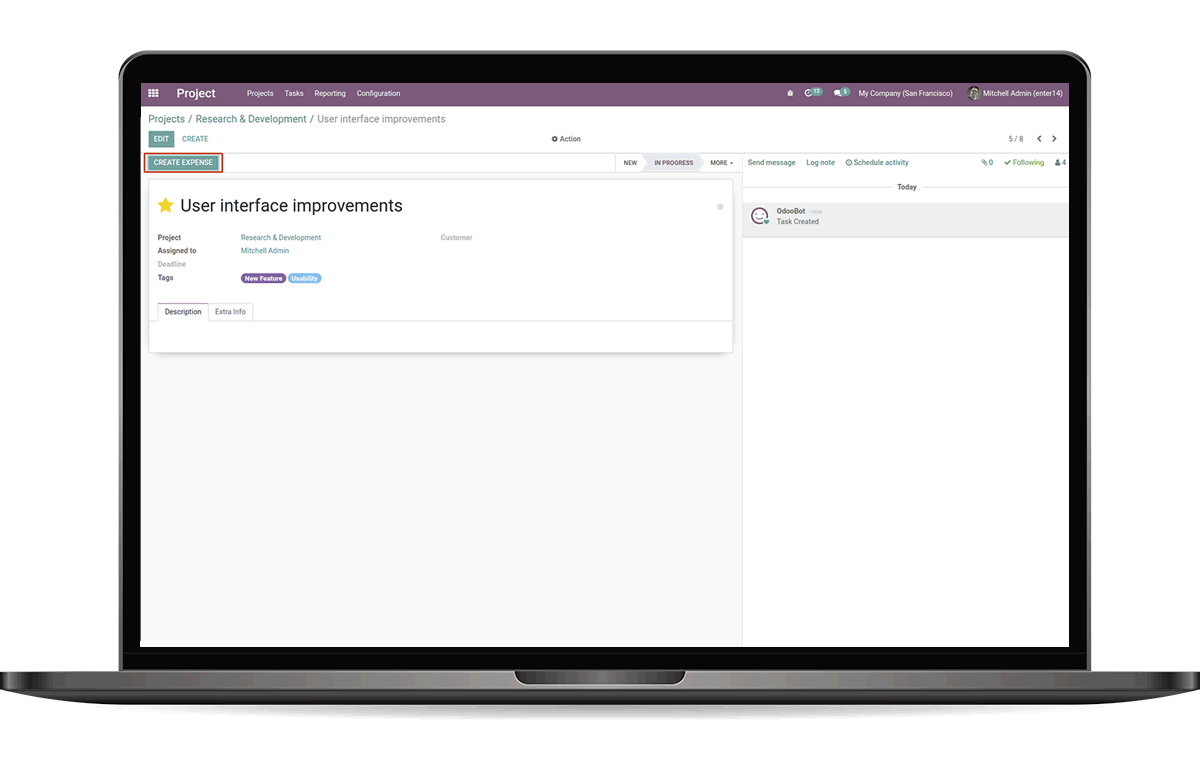 Project Projects Tasks Reporting Configuration 13 5 My Company (San Francisco) Mitchell Admin (enter14)
Projects / Research & Development / User interface improvements
EDIT CREATE Action 5 / 8
CREATE EXPENSE NEW IN PROGRESS MORE Send message Log note Schedule activity 0 Following 4
Today
User interface improvements
OdooBot - now
Task Created
Project Research & Development Customer
Assigned to Mitchell Admin
Deadline
Tags New Feature Usability
Description Extra Info